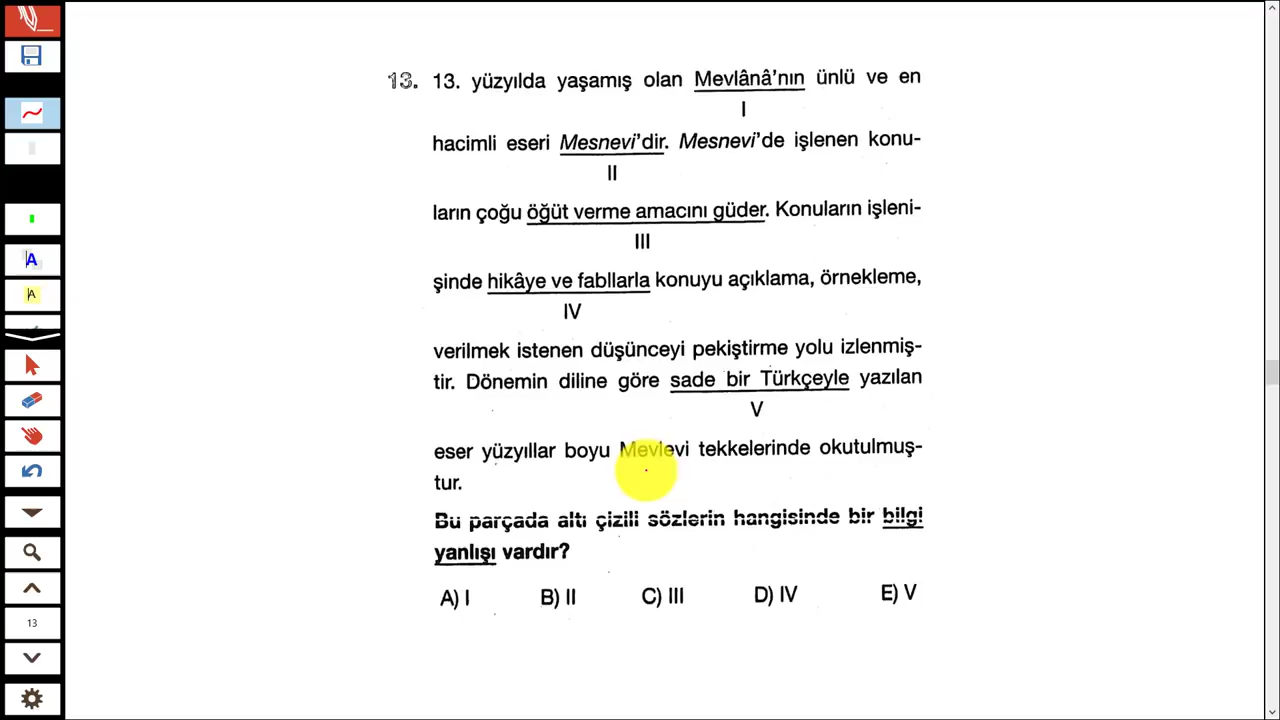 13. 13. yüzyılda yaşamış olan Mevlânâ'nın ünlü ve en
I
hacimli eseri Mesnevi'dir. Mesnevi'de işlenen konu-
II
ların çoğu öğüt verme amacını güder. Konuların işleni-
III
şinde hikâye ve fabllarla konuyu açıklama, örnekleme,
IV
verilmek istenen düşünceyi pekiştirme yolu izlenmiş-
tir. Dönemin diline göre sade bir Türkçeyle yazılan
V
eser yüzyıllar boyu Mevlevi tekkelerinde okutulmuş-
tur.
Bu parçada altı çizili sözlerin hangisinde bir bilgi
yanlışı vardır?
A) I B) II C) III D) IV E) V
A
A
13